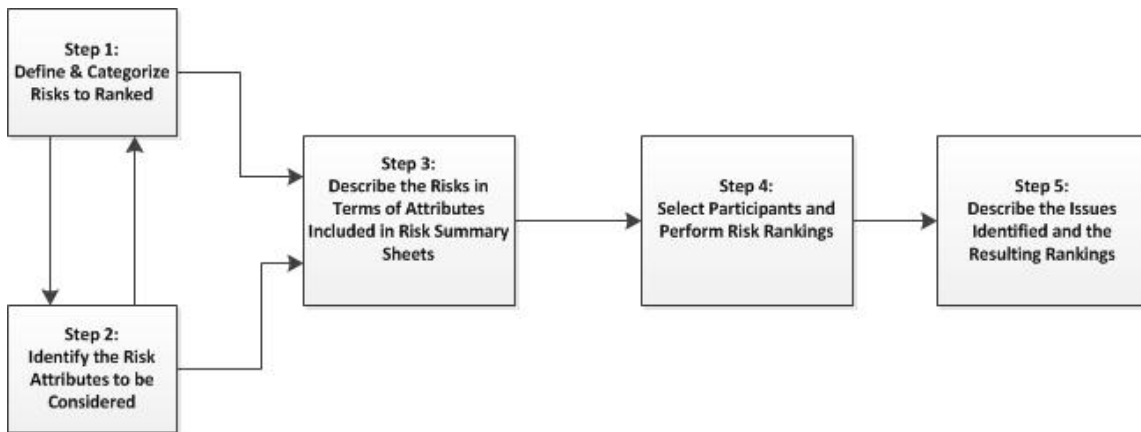 Step 1:
Define & Categorize
Risks to Ranked
Step 2:
Identify the Risk
Attributes to be
Considered
Step 3:
Describe the Risks in
Terms of Attributes
Included in Risk Summary
Sheets
Step 4:
Select Participants and
Perform Risk Rankings
Step 5:
Describe the Issues
Identified and the
Resulting Rankings